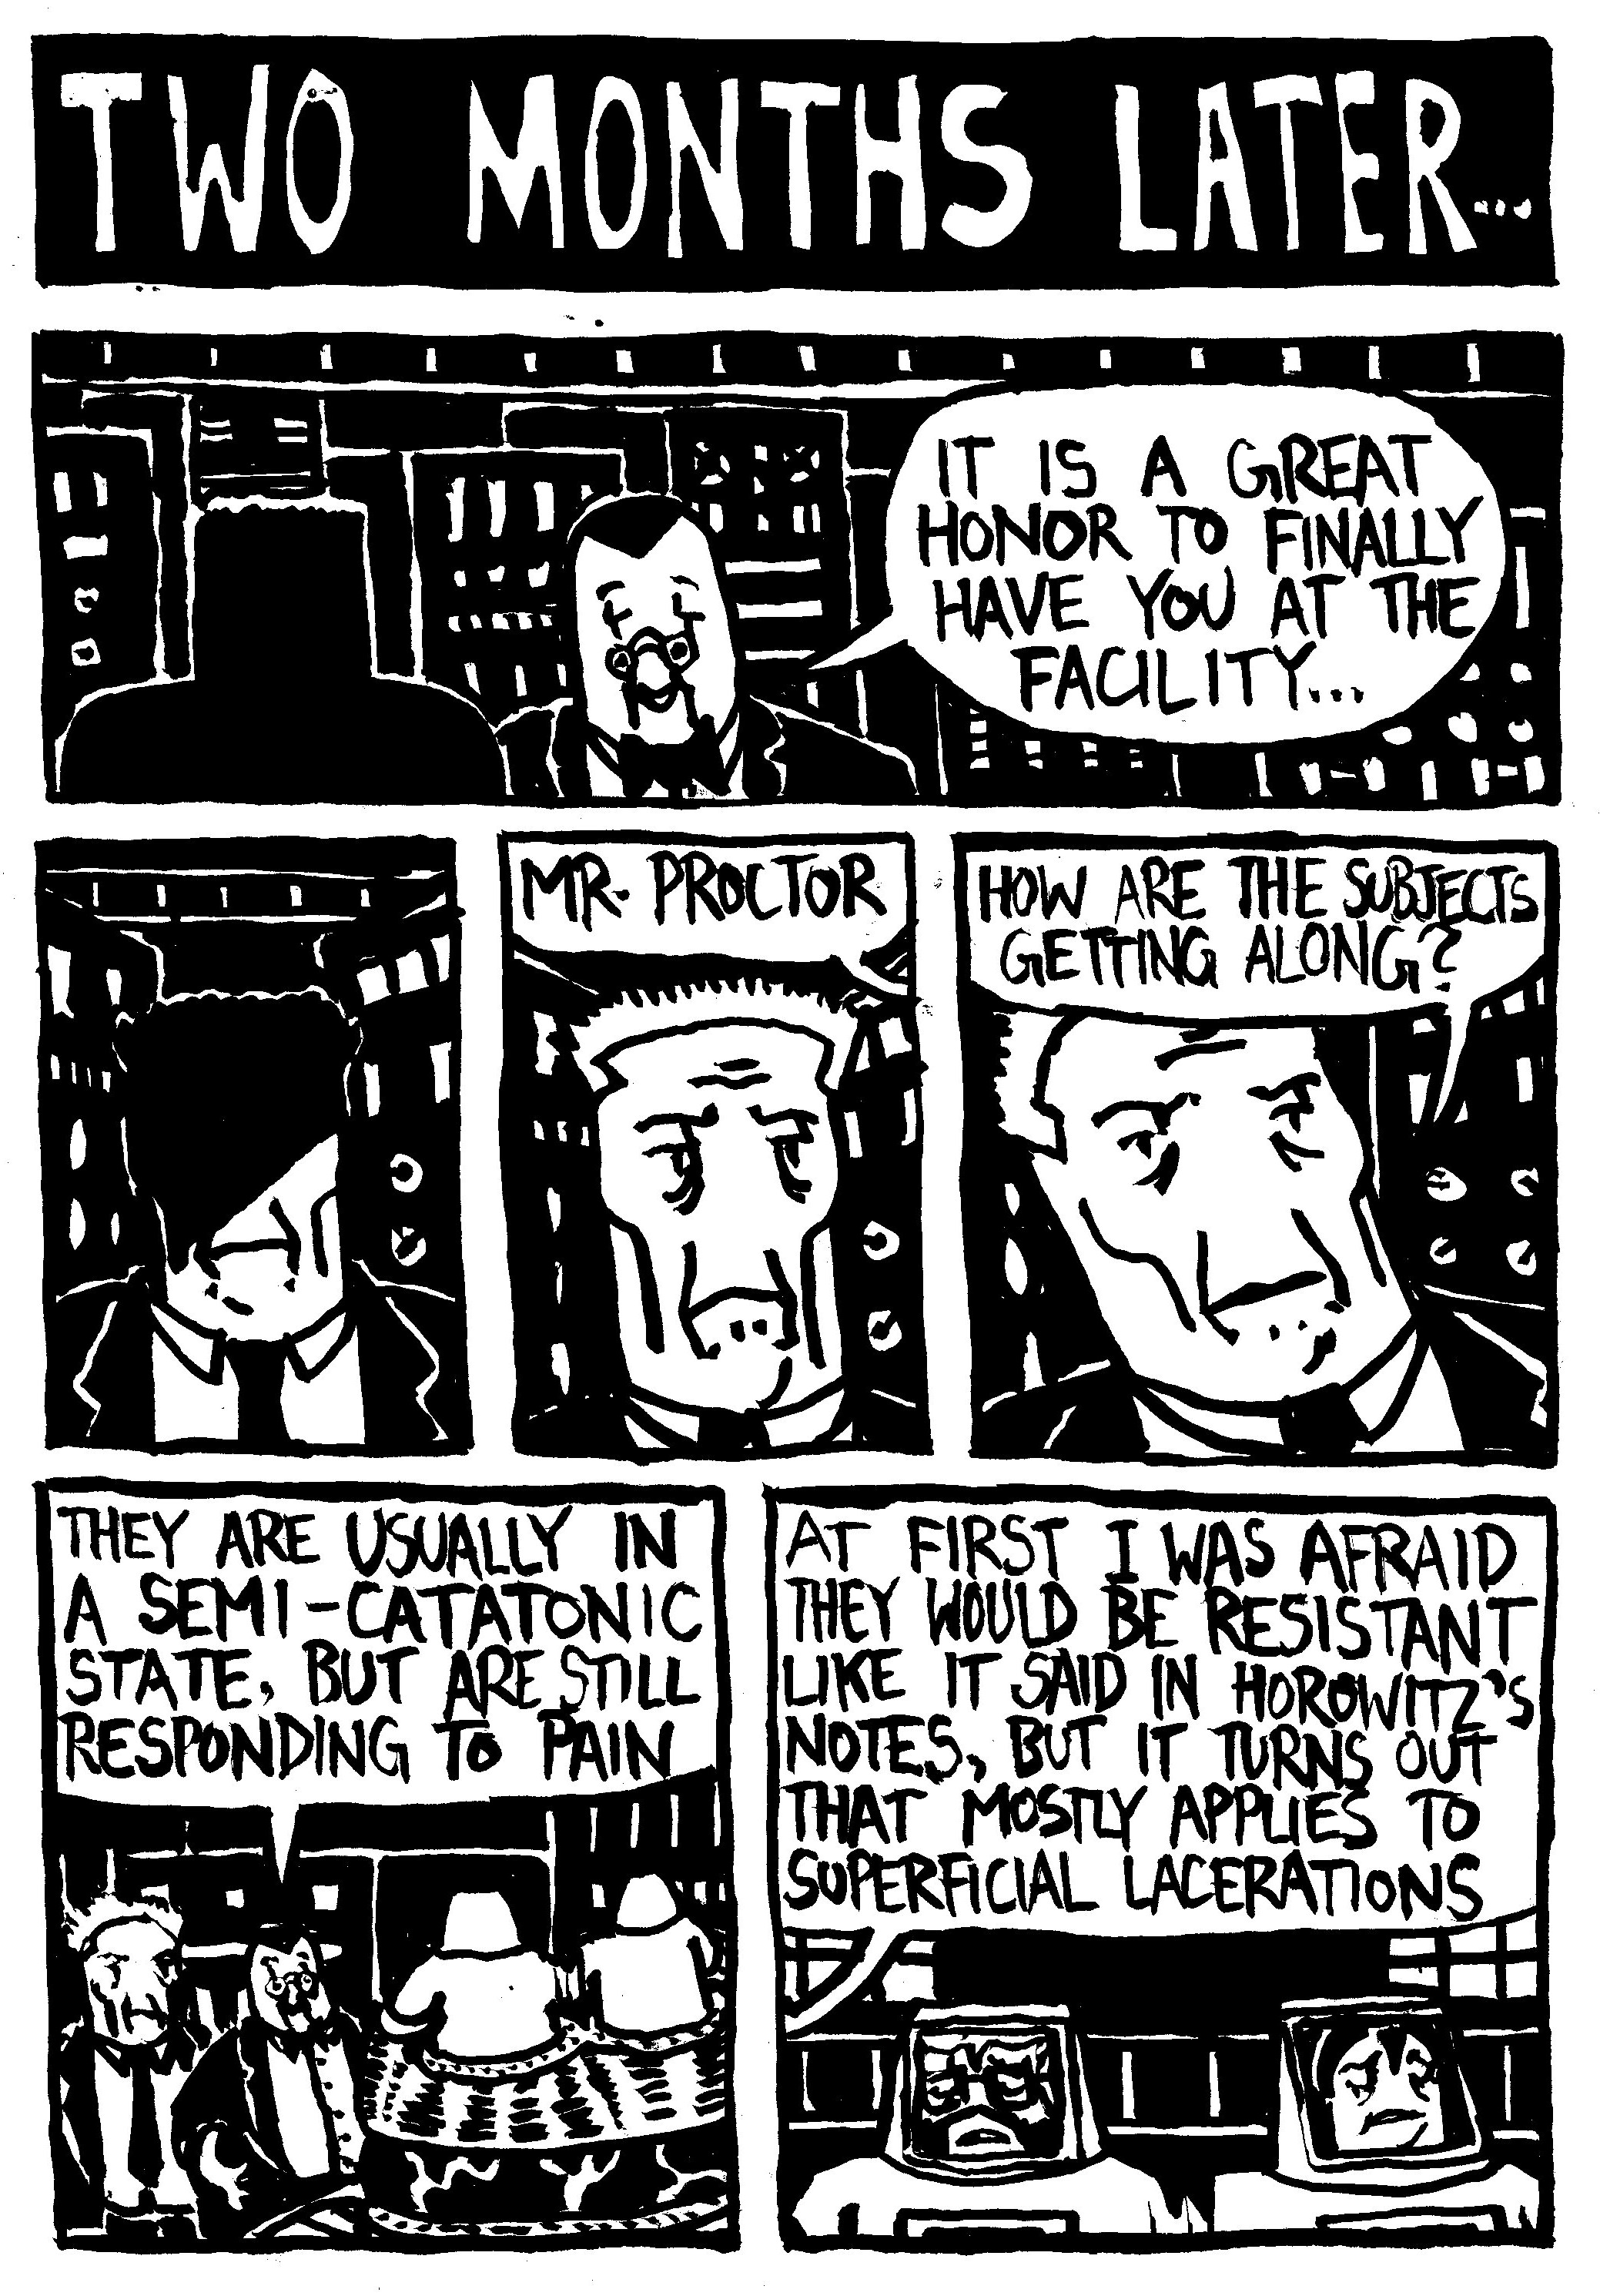 TWO MONTHS LATER...
IT IS A GREAT
HONOR TO FINALLY
HAVE YOU AT THE
FACILITY...
MR. PROCTOR
HOW ARE THE SUBJECTS
GETTING ALONG?
THEY ARE USUALLY IN
A SEMI-CATATONIC
STATE, BUT ARE STILL
RESPONDING TO PAIN
AT FIRST I WAS AFRAID
THEY WOULD BE RESISTANT
LIKE IT SAID IN HOROWITZ'S
NOTES, BUT IT TURNS OUT
THAT MOSTLY APPLIES TO
SUPERFICIAL LACERATIONS